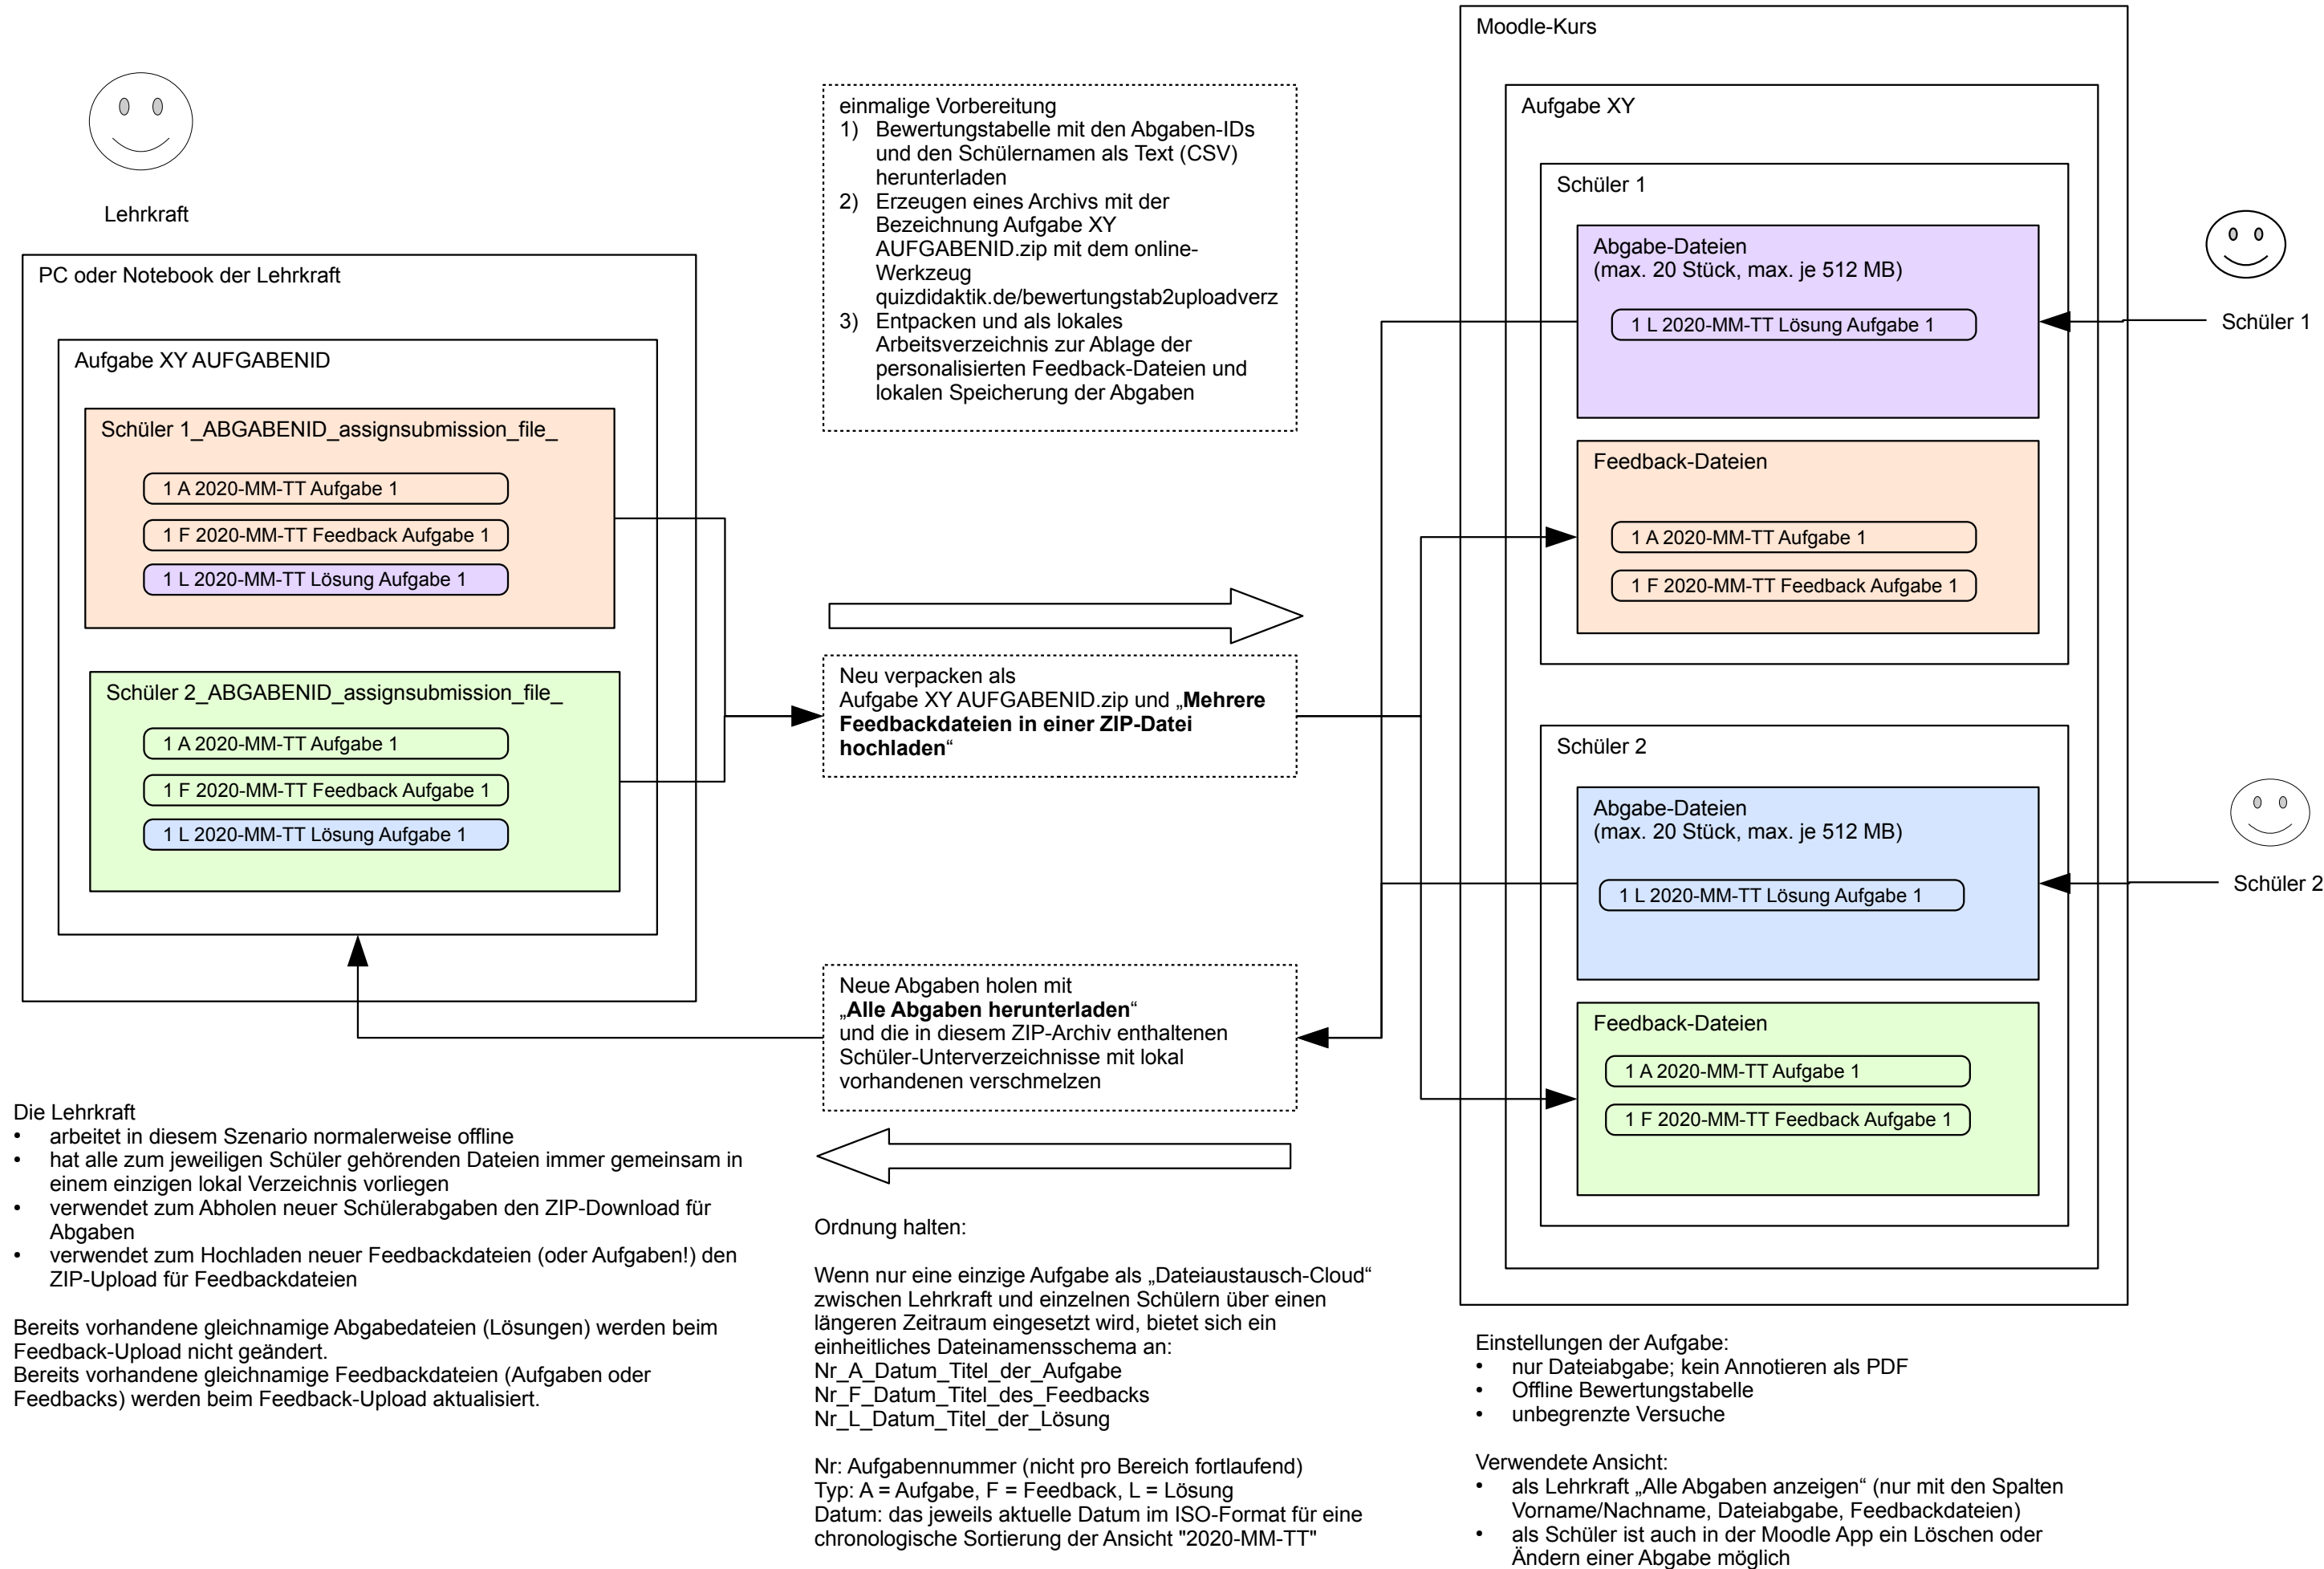 Lehrkraft
PC oder Notebook der Lehrkraft
Aufgabe XY AUFGABENID
Schüler 1_ABGABENID_assignsubmission_file_
1 A 2020-MM-TT Aufgabe 1
1 F 2020-MM-TT Feedback Aufgabe 1
1 L 2020-MM-TT Lösung Aufgabe 1
Schüler 2_ABGABENID_assignsubmission_file_
1 A 2020-MM-TT Aufgabe 1
1 F 2020-MM-TT Feedback Aufgabe 1
1 L 2020-MM-TT Lösung Aufgabe 1
Die Lehrkraft
• arbeitet in diesem Szenario normalerweise offline
• hat alle zum jeweiligen Schüler gehörenden Dateien immer gemeinsam in
einem einzigen lokal Verzeichnis vorliegen
• verwendet zum Abholen neuer Schülerabgaben den ZIP-Download für
Abgaben
• verwendet zum Hochladen neuer Feedbackdateien (oder Aufgaben!) den
ZIP-Upload für Feedbackdateien
Bereits vorhandene gleichnamige Abgabedateien (Lösungen) werden beim
Feedback-Upload nicht geändert.
Bereits vorhandene gleichnamige Feedbackdateien (Aufgaben oder
Feedbacks) werden beim Feedback-Upload aktualisiert.
einmalige Vorbereitung
1) Bewertungstabelle mit den Abgaben-IDs
und den Schülernamen als Text (CSV)
herunterladen
2) Erzeugen eines Archivs mit der
Bezeichnung Aufgabe XY
AUFGABENID.zip mit dem online-
Werkzeug
quizdidaktik.de/bewertungstab2uploadverz
3) Entpacken und als lokales
Arbeitsverzeichnis zur Ablage der
personalisierten Feedback-Dateien und
lokalen Speicherung der Abgaben
Neu verpacken als
Aufgabe XY AUFGABENID.zip und „Mehrere
Feedbackdateien in einer ZIP-Datei
hochladen“
Neue Abgaben holen mit
„Alle Abgaben herunterladen“
und die in diesem ZIP-Archiv enthaltenen
Schüler-Unterverzeichnisse mit lokal
vorhandenen verschmelzen
Ordnung halten:
Wenn nur eine einzige Aufgabe als „Dateiaustausch-Cloud“
zwischen Lehrkraft und einzelnen Schülern über einen
längeren Zeitraum eingesetzt wird, bietet sich ein
einheitliches Dateinamensschema an:
Nr_A_Datum_Titel_der_Aufgabe
Nr_F_Datum_Titel_des_Feedbacks
Nr_L_Datum_Titel_der_Lösung
Nr: Aufgabennummer (nicht pro Bereich fortlaufend)
Typ: A = Aufgabe, F = Feedback, L = Lösung
Datum: das jeweils aktuelle Datum im ISO-Format für eine
chronologische Sortierung der Ansicht "2020-MM-TT"
Moodle-Kurs
Aufgabe XY
Schüler 1
Abgabe-Dateien
(max. 20 Stück, max. je 512 MB)
1 L 2020-MM-TT Lösung Aufgabe 1
Feedback-Dateien
1 A 2020-MM-TT Aufgabe 1
1 F 2020-MM-TT Feedback Aufgabe 1
Schüler 2
Abgabe-Dateien
(max. 20 Stück, max. je 512 MB)
1 L 2020-MM-TT Lösung Aufgabe 1
Feedback-Dateien
1 A 2020-MM-TT Aufgabe 1
1 F 2020-MM-TT Feedback Aufgabe 1
Schüler 1
Schüler 2
Einstellungen der Aufgabe:
• nur Dateiabgabe; kein Annotieren als PDF
• Offline Bewertungstabelle
• unbegrenzte Versuche
Verwendete Ansicht:
• als Lehrkraft „Alle Abgaben anzeigen“ (nur mit den Spalten
Vorname/Nachname, Dateiabgabe, Feedbackdateien)
• als Schüler ist auch in der Moodle App ein Löschen oder
Ändern einer Abgabe möglich